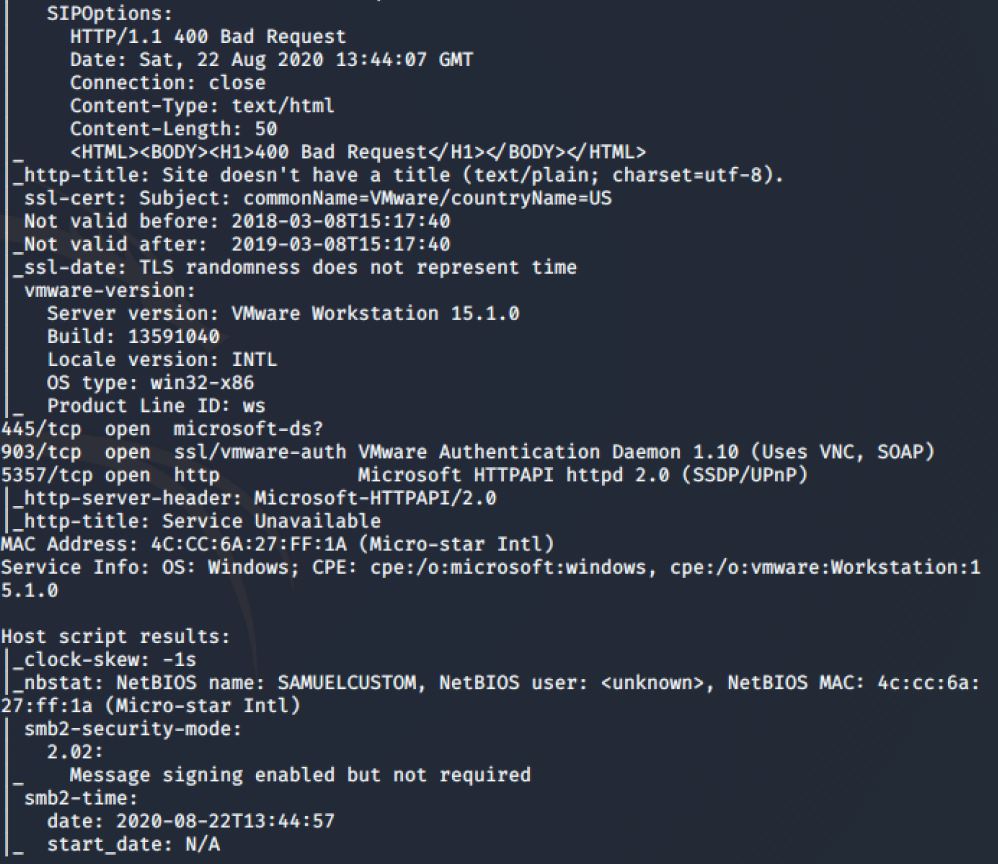 SIPOptions:
HTTP/1.1 400 Bad Request
Date: Sat, 22 Aug 2020 13:44:07 GMT
Connection: close
Content-Type: text/html
Content-Length: 50
|_    <HTML><BODY><H1>400 Bad Request</H1></BODY></HTML>
|_http-title: Site doesn't have a title (text/plain; charset=utf-8).
| ssl-cert: Subject: commonName=VMware/countryName=US
| Not valid before: 2018-03-08T15:17:40
|_Not valid after:  2019-03-08T15:17:40
|_ssl-date: TLS randomness does not represent time
| vmware-version:
|   Server version: VMware Workstation 15.1.0
|   Build: 13591040
|   Locale version: INTL
|   OS type: win32-x86
|_  Product Line ID: ws
445/tcp  open  microsoft-ds?
903/tcp  open  ssl/vmware-auth VMware Authentication Daemon 1.10 (Uses VNC, SOAP)
5357/tcp open  http            Microsoft HTTPAPI httpd 2.0 (SSDP/UPnP)
|_http-server-header: Microsoft-HTTPAPI/2.0
|_http-title: Service Unavailable
MAC Address: 4C:CC:6A:27:FF:1A (Micro-star Intl)
Service Info: OS: Windows; CPE: cpe:/o:microsoft:windows, cpe:/o:vmware:Workstation:1
5.1.0
Host script results:
|_clock-skew: -1s
|_nbstat: NetBIOS name: SAMUELCUSTOM, NetBIOS user: <unknown>, NetBIOS MAC: 4c:cc:6a:
27:ff:1a (Micro-star Intl)
| smb2-security-mode:
|   2.02:
|_    Message signing enabled but not required
| smb2-time:
|   date: 2020-08-22T13:44:57
|_  start_date: N/A